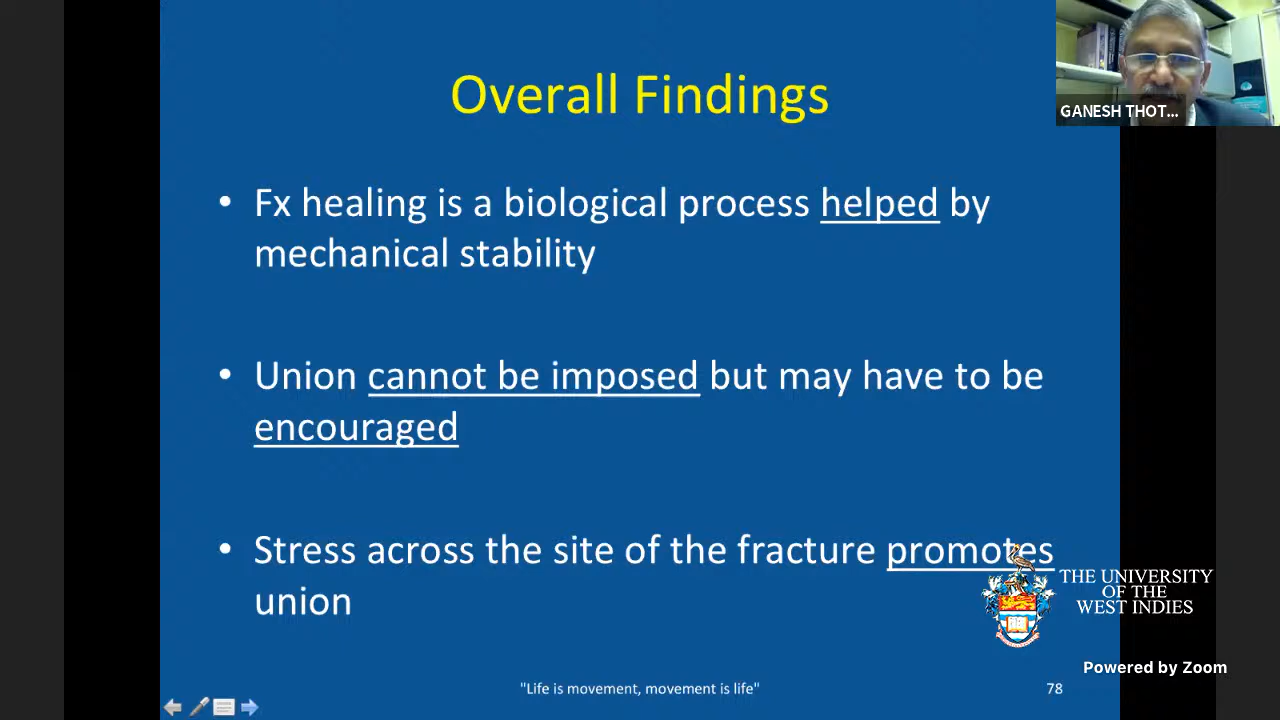 Overall Findings
GANESH THOT...
• Fx healing is a biological process helped by
mechanical stability
• Union cannot be imposed but may have to be
encouraged
• Stress across the site of the fracture promotes
union
THE UNIVERSITY
OF THE
WEST INDIES
Powered by Zoom
"Life is movement, movement is life"
78